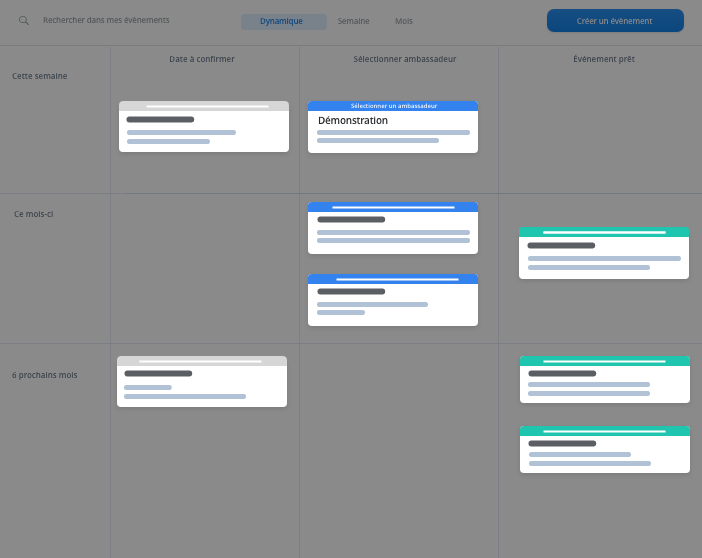 Rechercher dans mes événements
Dynamique
Semaine
Mois
Créer un événement
Date à confirmer
Sélectionner ambassadeur
Événement prêt
Cette semaine
Sélectionner un ambassadeur
Démonstration
Ce mois-ci
6 prochains mois